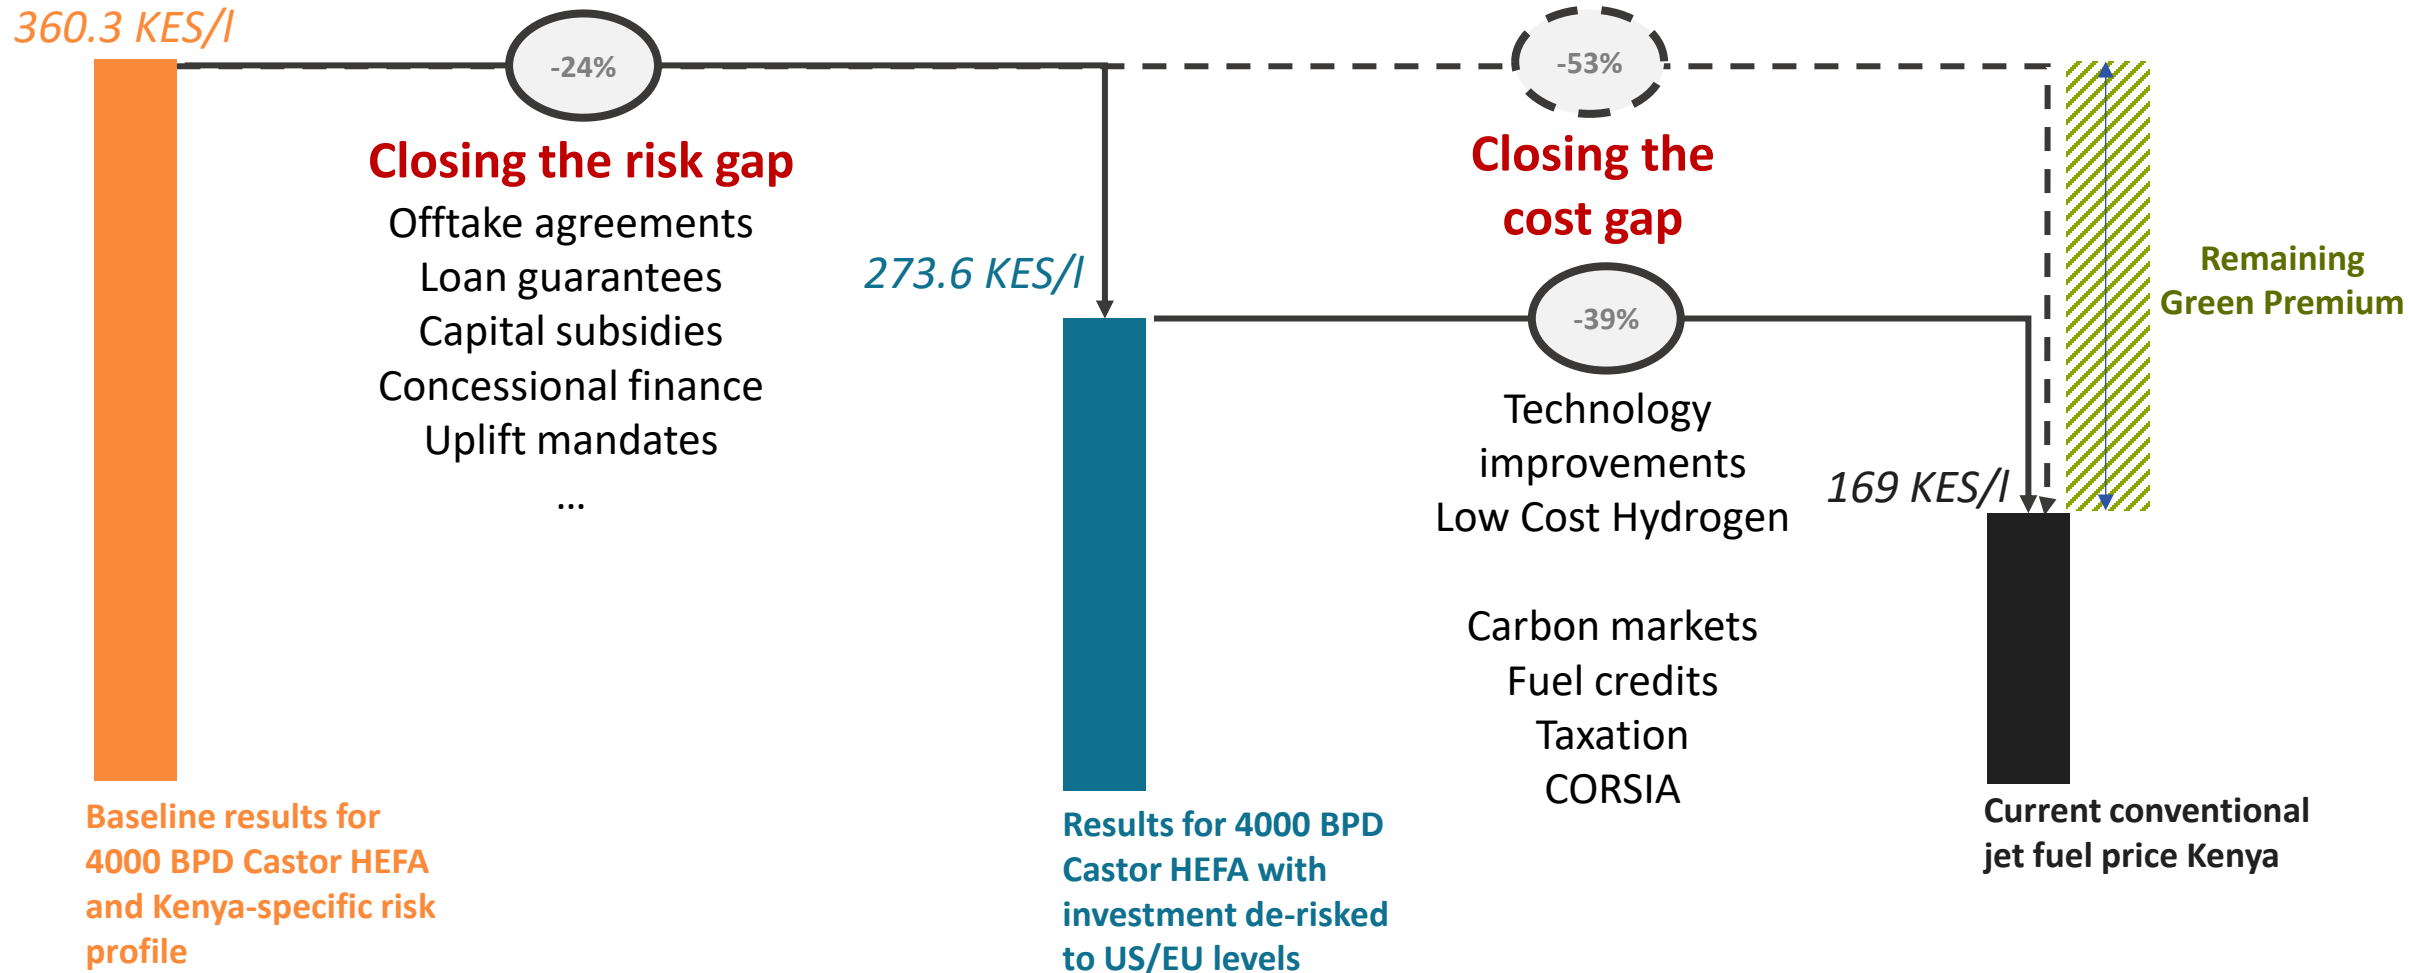 360.3 KES/l
-24%
Closing the risk gap
Offtake agreements
Loan guarantees
Capital subsidies
Concessional finance
Uplift mandates
...
273.6 KES/l
-53%
Closing the
cost gap
-39%
Technology
improvements
Low Cost Hydrogen
Carbon markets
Fuel credits
Taxation
CORSIA
169 KES/l
Remaining
Green Premium
Baseline results for
4000 BPD Castor HEFA
and Kenya-specific risk
profile
Results for 4000 BPD
Castor HEFA with
investment de-risked
to US/EU levels
Current conventional
jet fuel price Kenya